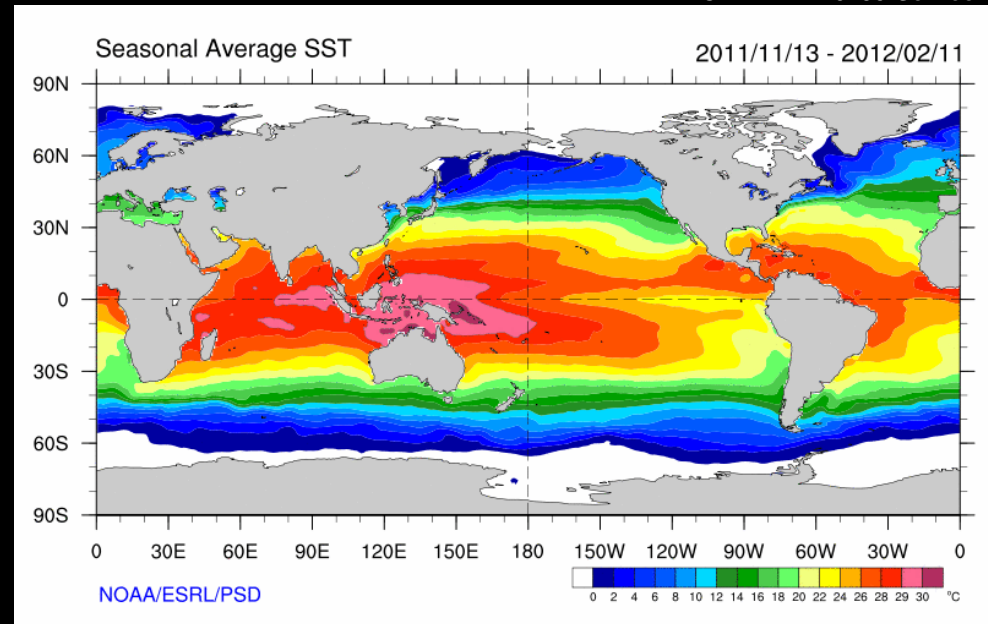 Seasonal Average SST
2011/11/13 - 2012/02/11
90N
60N
30N
0
30S
60S
90S
0 30E 60E 90E 120E 150E 180 150W 120W 90W 60W 30W 0
0 2 4 6 8 10 12 14 16 18 20 22 24 26 28 29 30 °C
NOAA/ESRL/PSD